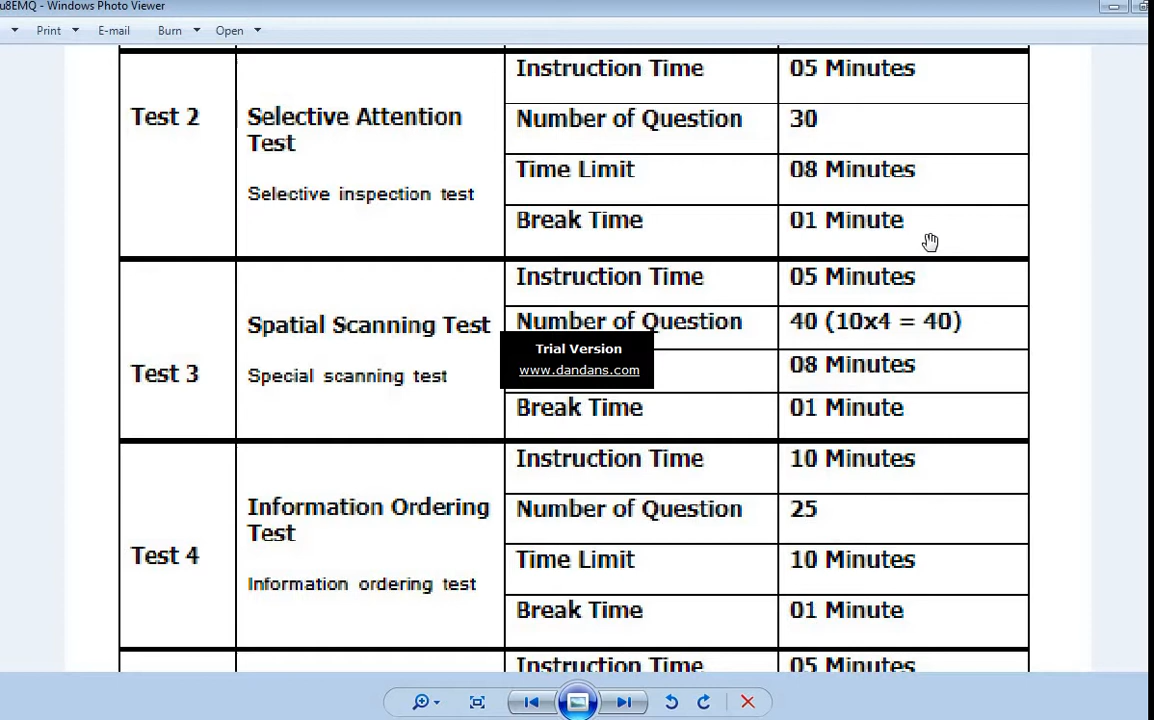 u8EMQ - Windows Photo Viewer
Print E-mail Burn Open
Instruction Time 05 Minutes
Test 2 Selective Attention Number of Question 30
Test
Time Limit 08 Minutes
Selective inspection test
Break Time 01 Minute
Instruction Time 05 Minutes
Spatial Scanning Test Number of Question 40 (10x4 = 40)
Trial Version
08 Minutes
www.dandans.com
Test 3 Special scanning test
Break Time 01 Minute
Instruction Time 10 Minutes
Information Ordering Number of Question 25
Test
Test 4 Time Limit 10 Minutes
Information ordering test
Break Time 01 Minute
Instruction Time 05 Minutes